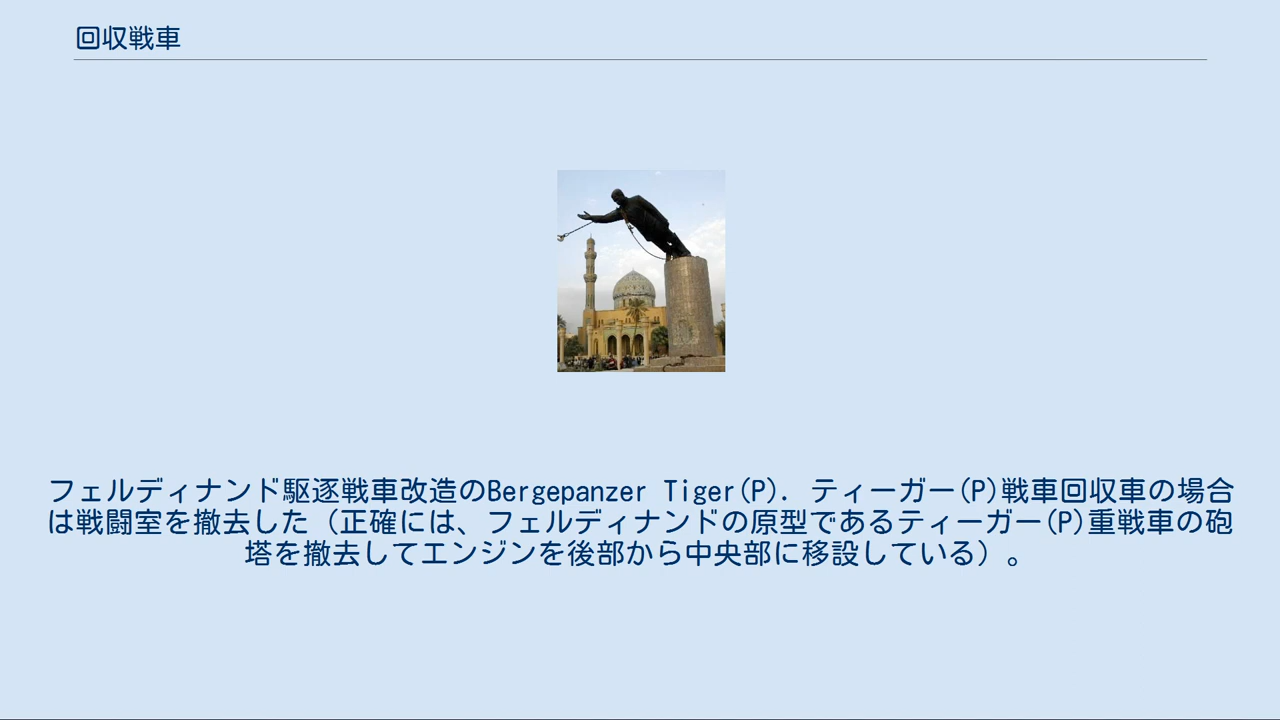 回収戦車
フェルディナンド駆逐戦車改造のBergepanzer Tiger(P). ティーガー(P)戦車回収車の場合
は戦闘室を撤去した（正確には、フェルディナンドの原型であるティーガー(P)重戦車の砲
塔を撤去してエンジンを後部から中央部に移設している）。